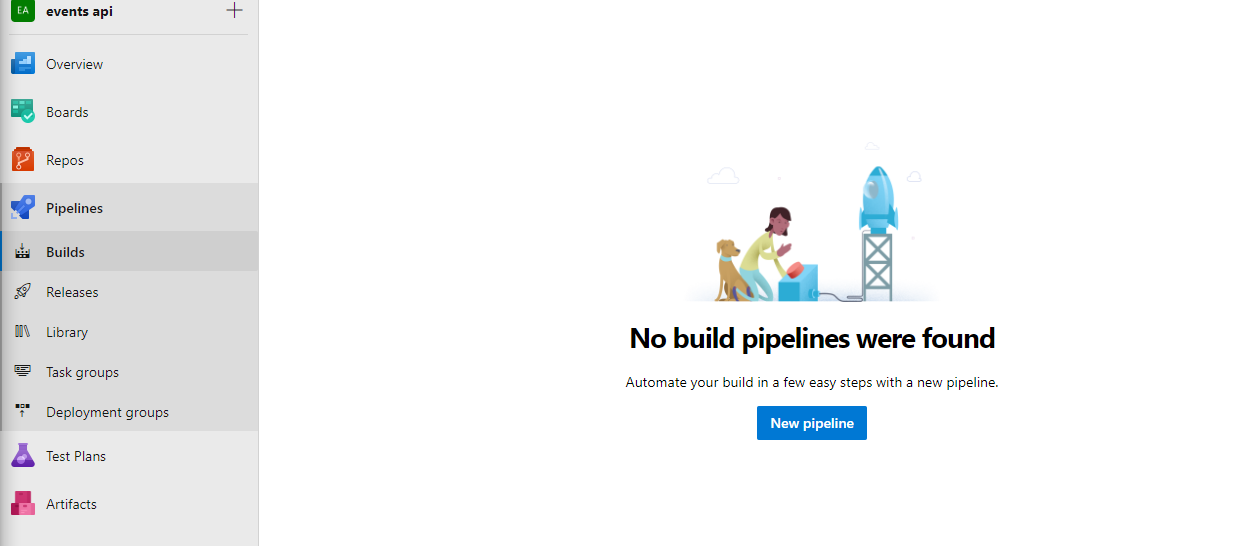 EA events api
Overview
Boards
Repos
Pipelines
Builds
Releases
Library
Task groups
Deployment groups
Test Plans
Artifacts
No build pipelines were found
Automate your build in a few easy steps with a new pipeline.
New pipeline